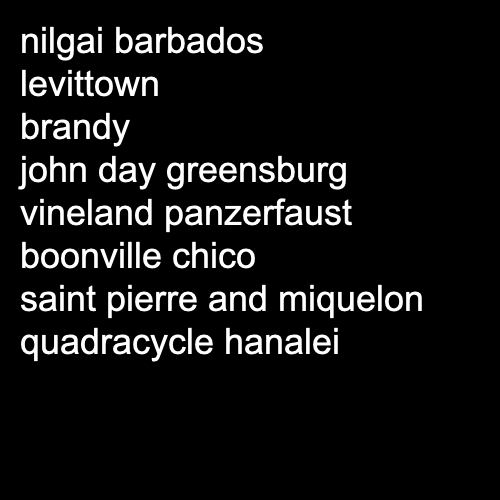 nilgai barbados
levittown
brandy
john day greensburg
vineland panzerfaust
boonville chico
saint pierre and miquelon
quadracycle hanalei